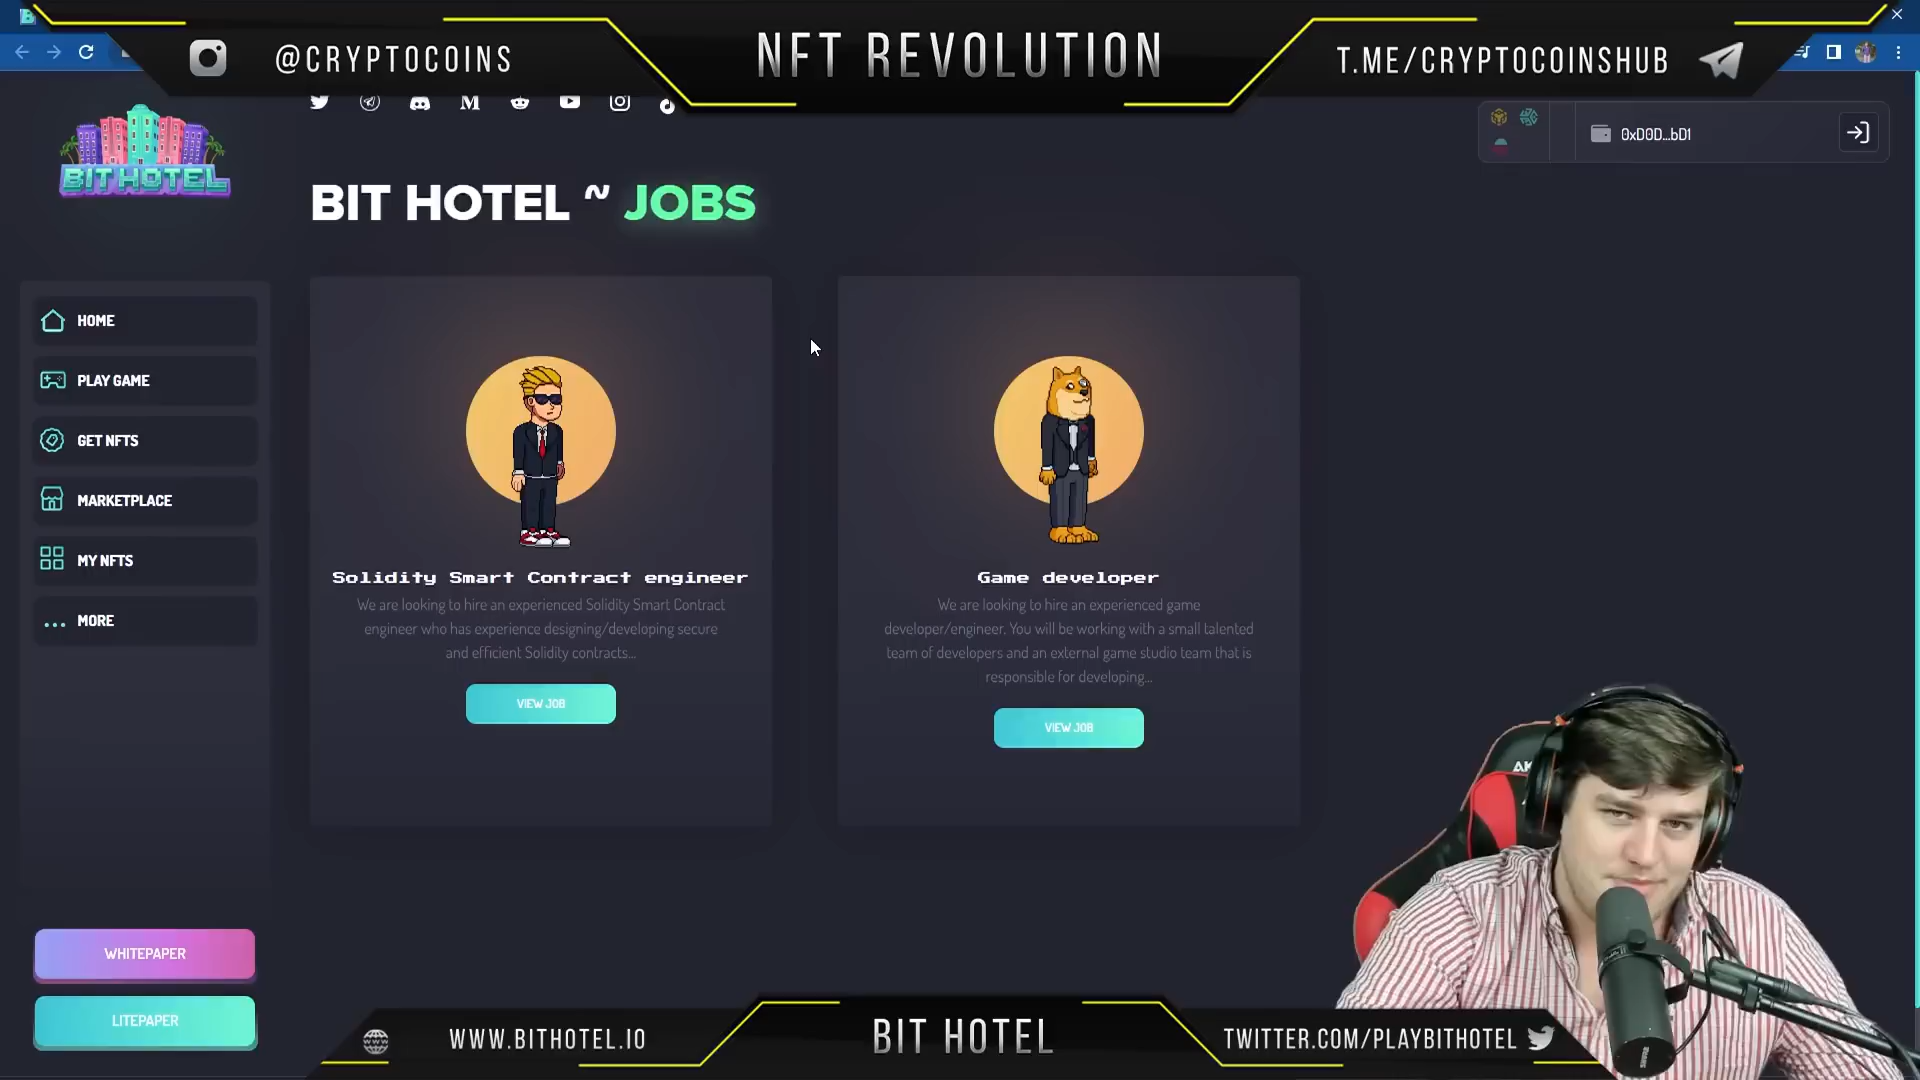 @CRYPTOCOINS
NFT REVOLUTION
T.ME/CRYPTOCOINSHUB
BIT HOTEL
0xD0D...bD1
BIT HOTEL ~ JOBS
HOME
PLAY GAME
GET NFTS
MARKETPLACE
MY NFTS
... MORE
Solidity Smart Contract engineer
We are looking to hire an experienced Solidity Smart Contract
engineer who has experience designing/developing secure
and efficient Solidity contracts...
VIEW JOB
Game developer
We are looking to hire an experienced game
developer/engineer. You will be working with a small talented
team of developers and an external game studio team that is
responsible for developing...
VIEW JOB
WHITEPAPER
LITEPAPER
WWW.BITHOTEL.IO
BIT HOTEL
TWITTER.COM/PLAYBITHOTEL